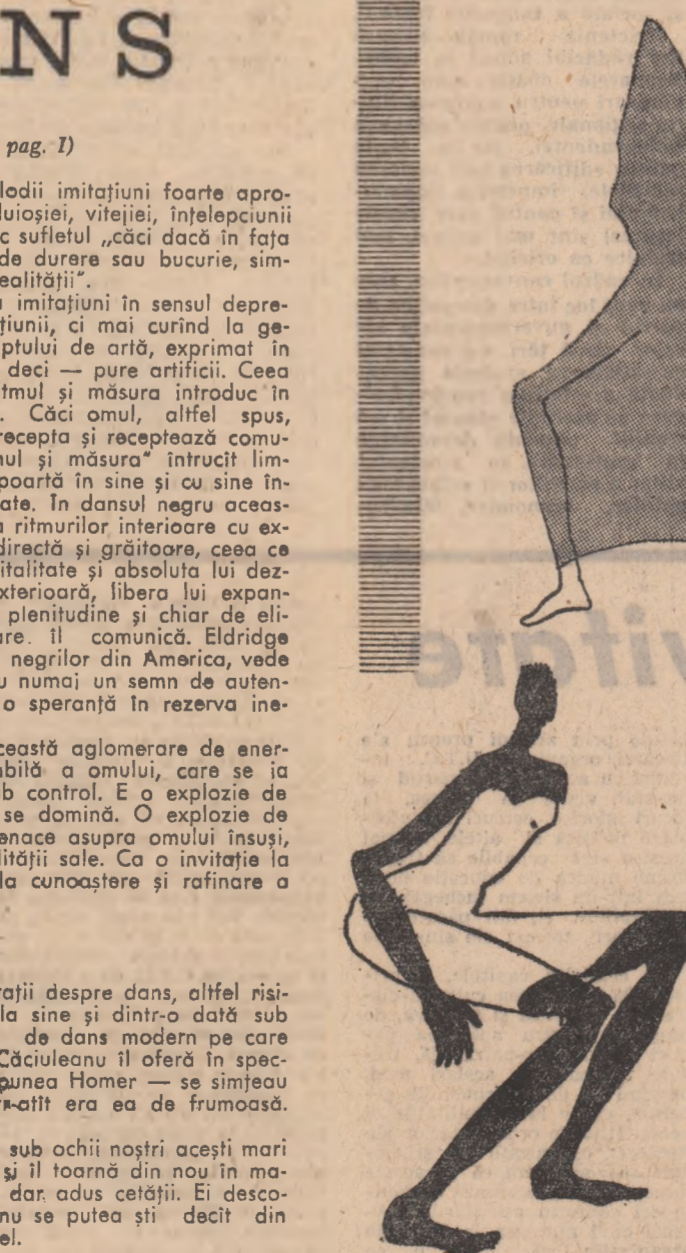 NS
pag. I)
lodii imitațiuni foarte apro-
luioșiei, vitejiei, înțelepciunii
c sufletul „căci dacă în fața
de durere sau bucurie, sim-
ealității".
imitațiuni în sensul depre-
țiunii, ci mai curînd la ge-
ptului de artă, exprimat în
deci — pure artificii. Ceea
tmul și măsura introduc în
. Căci omul, altfel spus,
recepta și receptează comu-
nul și măsura" întrucît lim-
poartă în sine și cu sine în-
ate. În dansul negru aceas-
a ritmurilor interioare cu ex-
directă și grăitoare, ceea ce
italitate și absoluta lui dez-
xterioară, libera lui expan-
plenitudine și chiar de eli-
are. îl comunică. Eldridge
negrilor din America, vede
u numai un semn de auten-
o speranță în rezerva ine-
ceastă aglomerare de ener-
bilă a omului, care se ia
b control. E o explozie de
se domină. O explozie de
enace asupra omului însuși,
lității sale. Ca o invitație la
la cunoaștere și rafinare a
ații despre dans, altfel risi-
la sine și dintr-o dată sub
de dans modern pe care
Căciuleanu îl oferă în spec-
punea Homer — se simțeau
atît era ea de frumoasă.
sub ochii noștri acești mari
și îl toarnă din nou în ma-
dar, adus cetății. Ei desco-
nu se putea ști decît din
el.